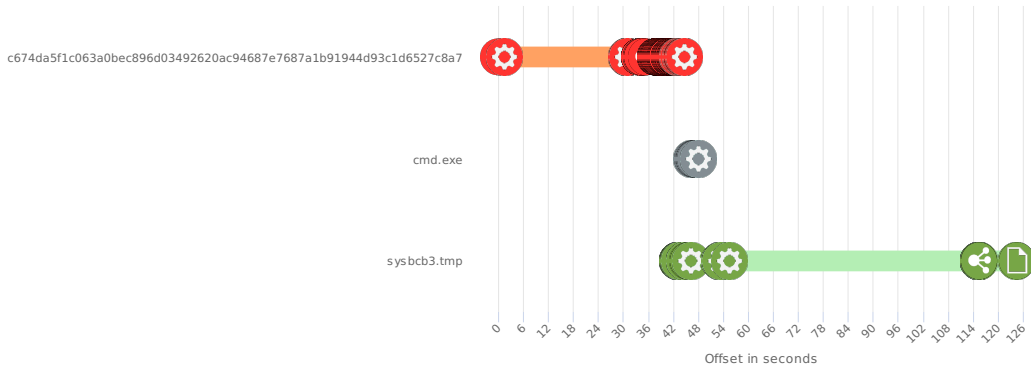 c674da5f1c063a0bec896d03492620ac94687e7687a1b91944d93c1d6527c8a7
cmd.exe
sysbcb3.tmp
0 6 12 18 24 30 36 42 48 54 60 66 72 78 84 90 96 102 108 114 120 126
Offset in seconds